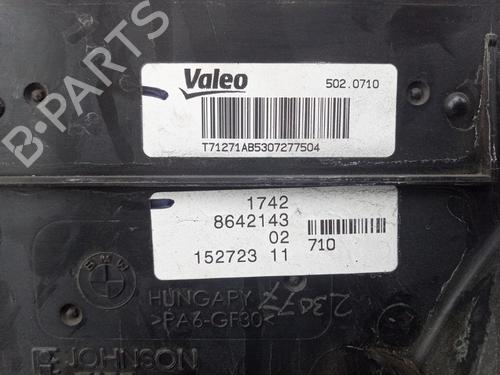 B-Parts
Valeo
502.0710
T71271AB5307277504
1742
8642143
02
710
152723 11
BMW
HUNGARY
>PA6-GF30<
JOHNSON